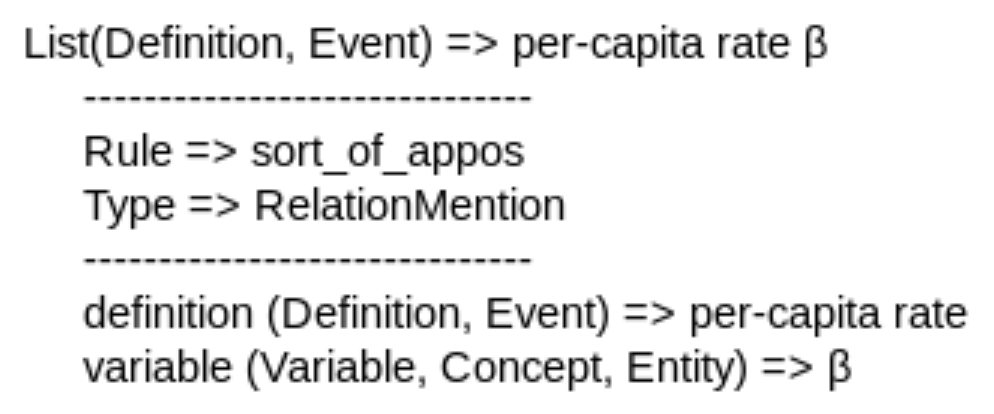 List(Definition, Event) => per-capita rate β
------------------------------
Rule => sort_of_appos
Type => RelationMention
------------------------------
definition (Definition, Event) => per-capita rate
variable (Variable, Concept, Entity) => β